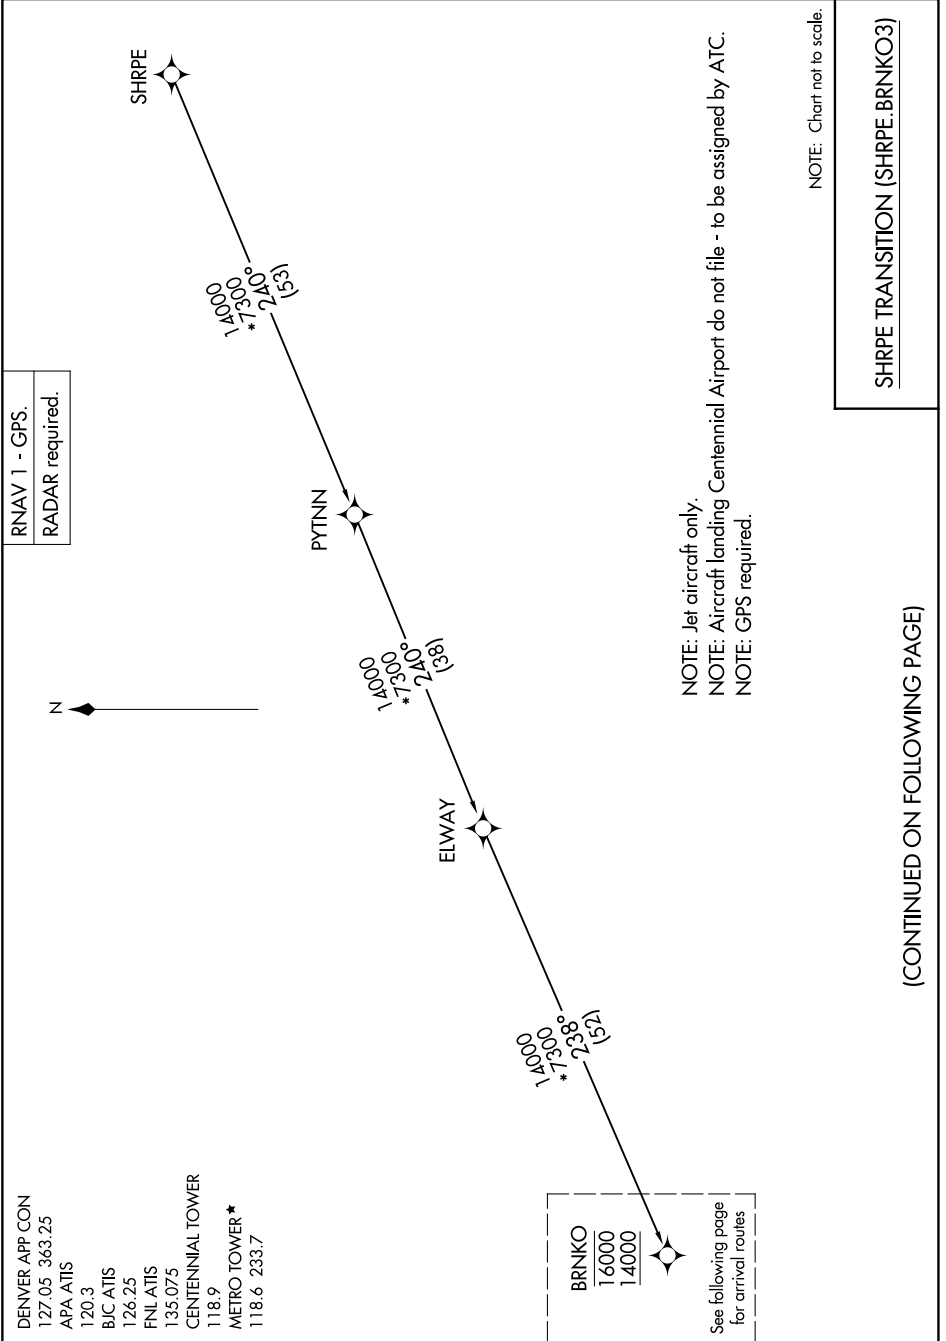 DENVER APP CON
127.05 363.25
APA ATIS
120.3
BJC ATIS
126.25
FNL ATIS
135.075
CENTENNIAL TOWER
118.9
METRO TOWER★
118.6 233.7
RNAV 1 - GPS.
RADAR required.
N
SHRPE
14000
*7300
240°
(53)
PYTNN
14000
*7300
240°
(38)
ELWAY
14000
*7300
238°
(52)
BRNKO
16000
14000
See following page
for arrival routes
NOTE: Jet aircraft only.
NOTE: Aircraft landing Centennial Airport do not file - to be assigned by ATC.
NOTE: GPS required.
NOTE: Chart not to scale.
SHRPE TRANSITION (SHRPE.BRNKO3)
(CONTINUED ON FOLLOWING PAGE)